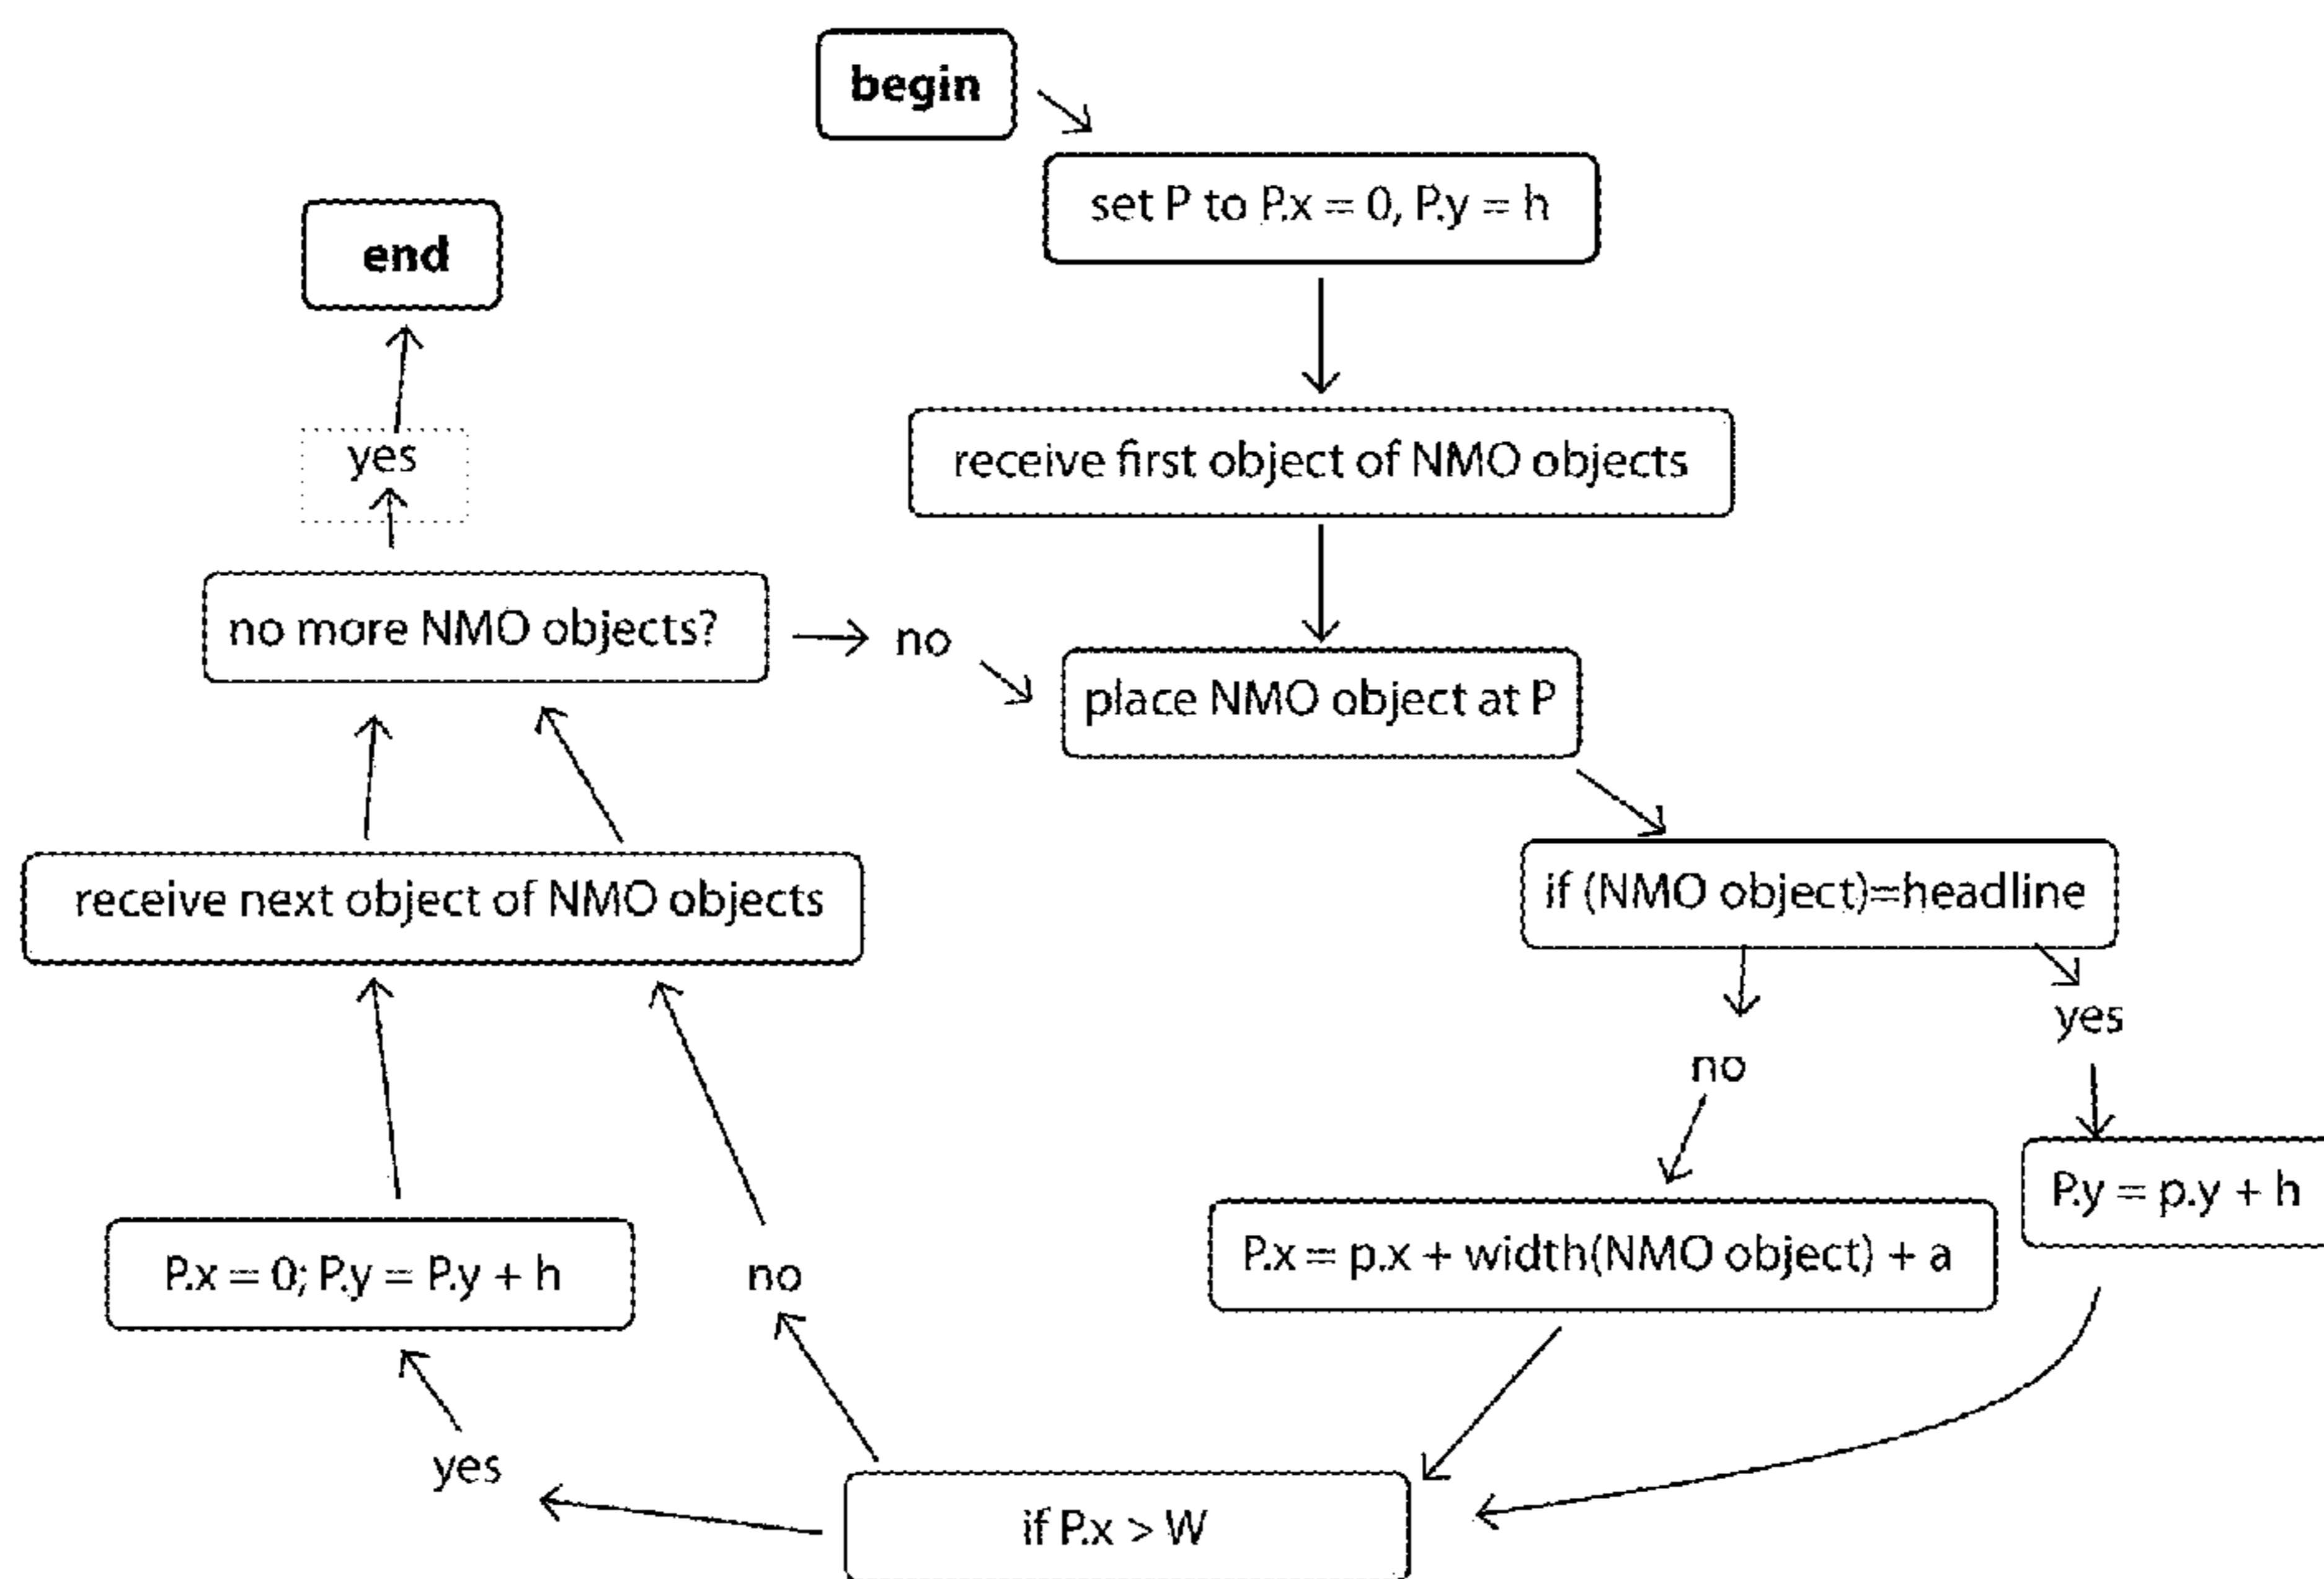 begin
set P to P.x = 0, P.y = h
end
receive first object of NMO objects
yes
no more NMO objects?
no
place NMO object at P
if (NMO object)=headline
receive next object of NMO objects
yes
no
P.y = p.y + h
P.x = p.x + width(NMO object) + a
P.x = 0; P.y = P.y + h
no
yes
if P.x > W